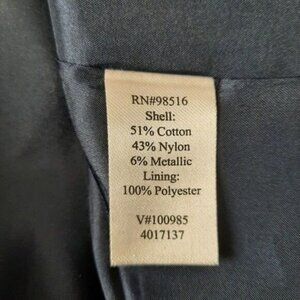 RN#98516
Shell:
51% Cotton
43% Nylon
6% Metallic
Lining:
100% Polyester
V#100985
4017137